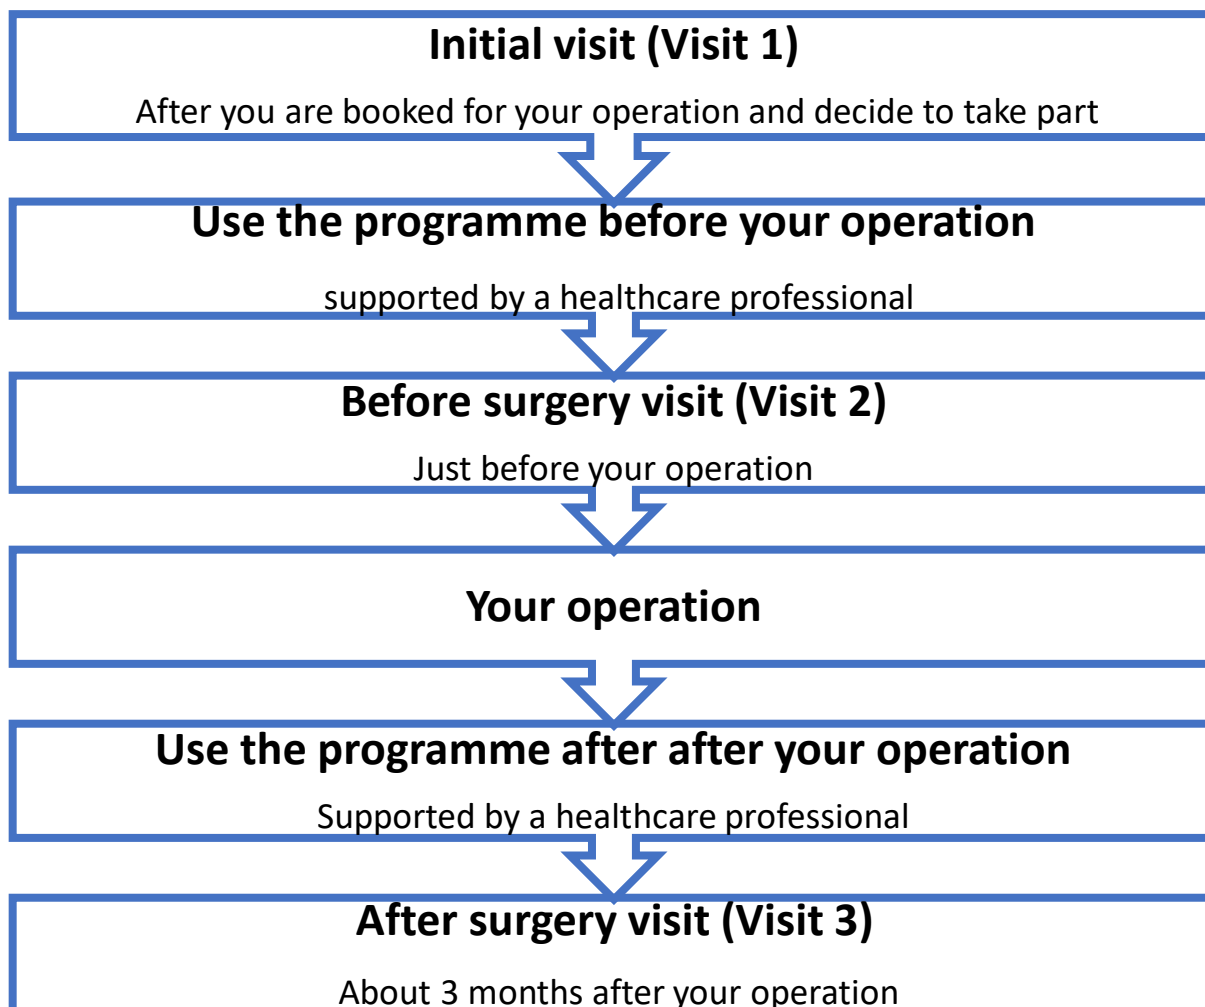 Initial visit (Visit 1)
After you are booked for your operation and decide to take part
Use the programme before your operation
supported by a healthcare professional
Before surgery visit (Visit 2)
Just before your operation
Your operation
Use the programme after after your operation
Supported by a healthcare professional
After surgery visit (Visit 3)
About 3 months after your operation